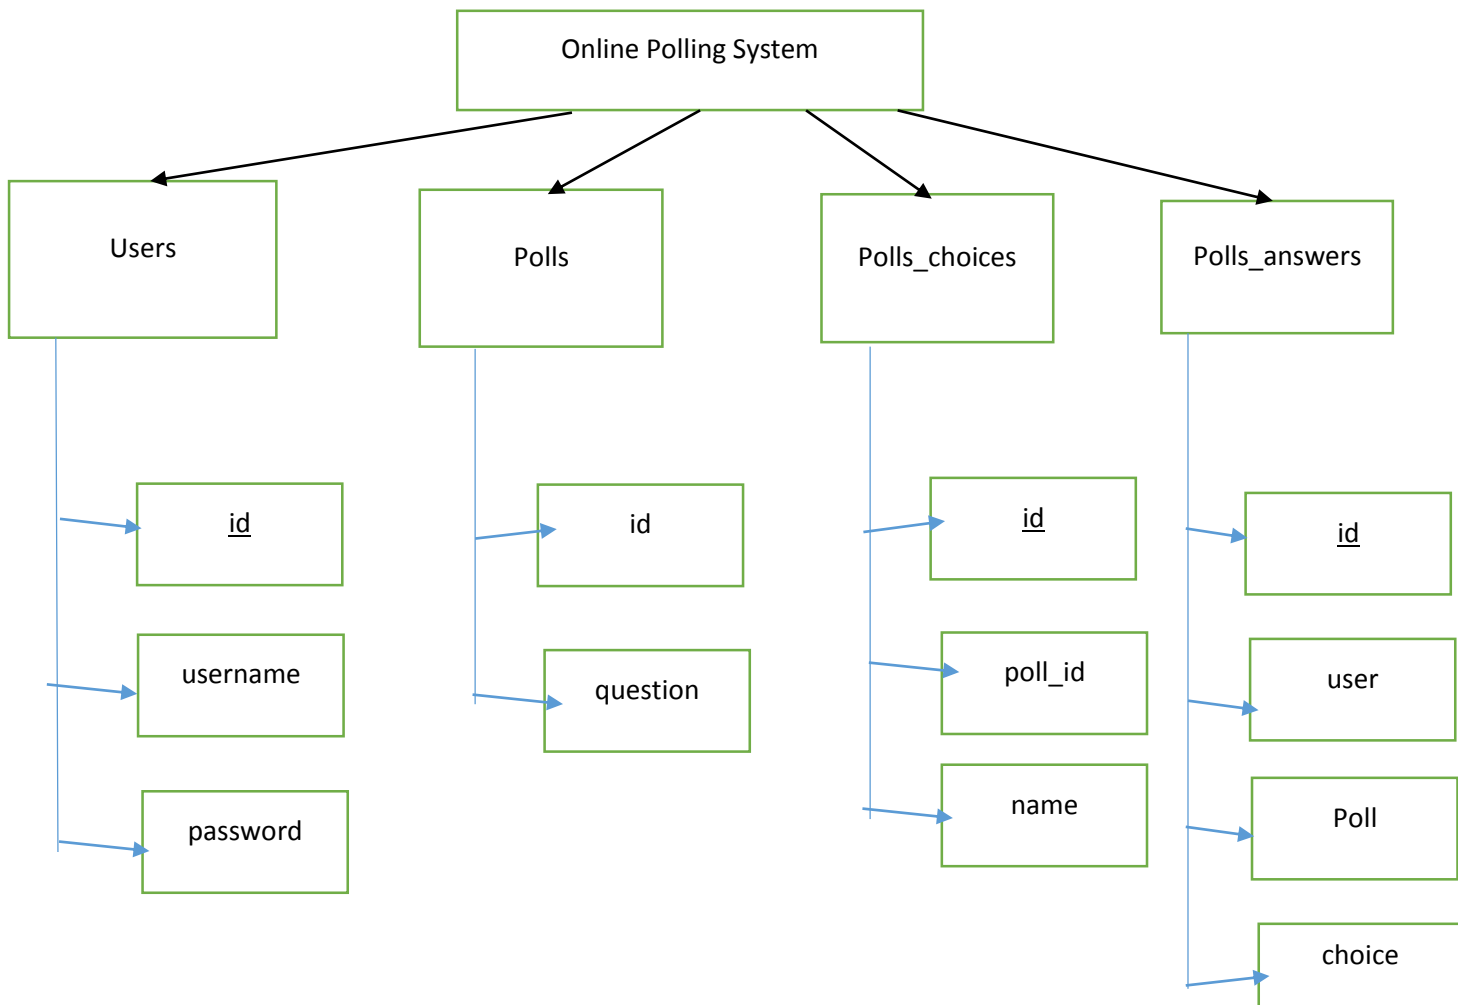 Online Polling System
Users
Polls
Polls_choices
Polls_answers
id
username
password
id
question
id
poll_id
name
id
user
Poll
choice